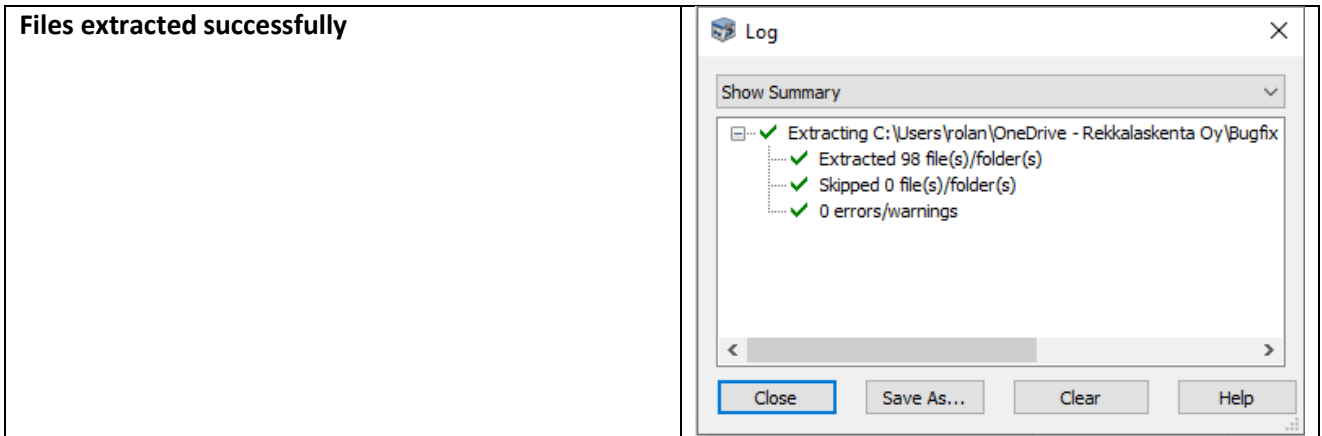 Files extracted successfully
Log
Show Summary
Extracting C:\Users\rolan\OneDrive - Rekkalaskenta Oy\Bugfix
Extracted 98 file(s)/folder(s)
Skipped 0 file(s)/folder(s)
0 errors/warnings
Close Save As... Clear Help